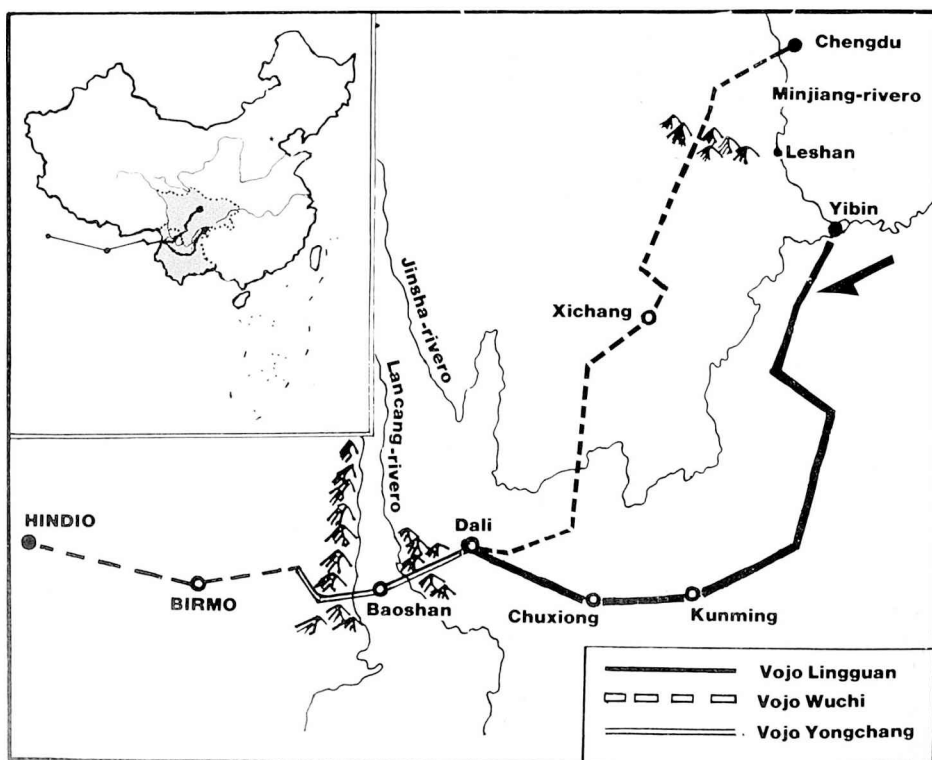 Chengdu
Minjiang-rivero
Leshan
Yibin
Jinsha-rivero
Xichang
Lancang-rivero
HINDIO
Dali
BIRMO
Baoshan
Chuxiong
Kunming
Vojo Lingguan
Vojo Wuchi
Vojo Yongchang